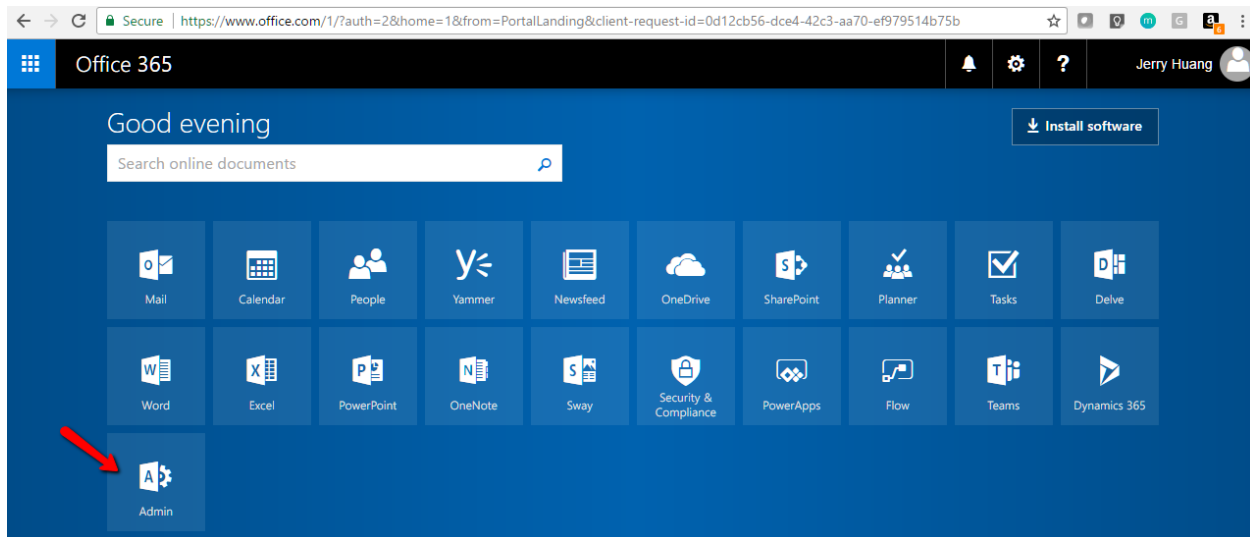 Secure https://www.office.com/1/?auth=2&home=1&from=PortalLanding&client-request-id=0d12cb56-dce4-42c3-aa70-ef979514b75b
Office 365
?
Jerry Huang
Good evening
Install software
Search online documents
Mail
Calendar
People
Yammer
Newsfeed
OneDrive
SharePoint
Planner
Tasks
Delve
Word
Excel
PowerPoint
OneNote
Sway
Security &
Compliance
PowerApps
Flow
Teams
Dynamics 365
Admin